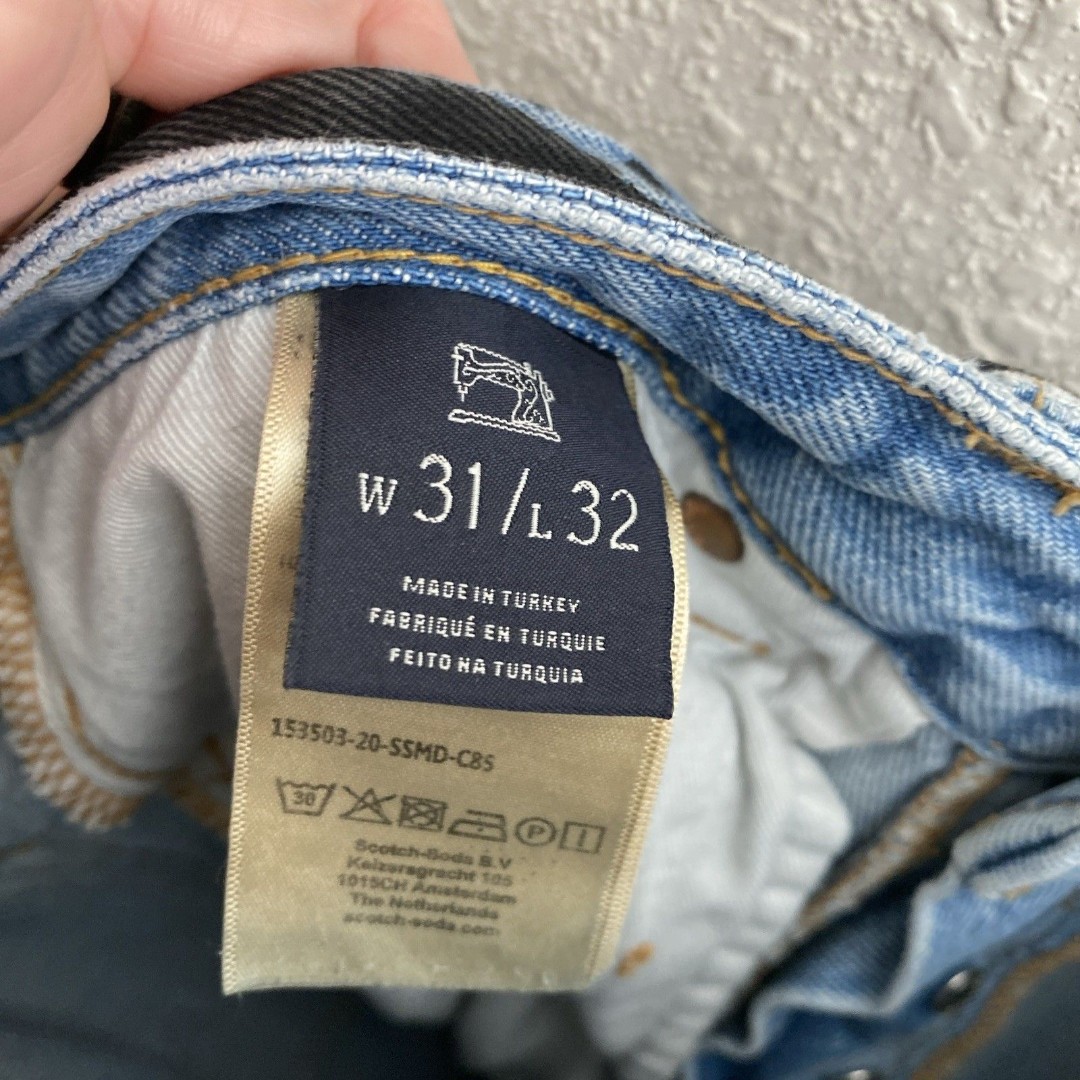 W 31/L 32
MADE IN TURKEY
FABRIQUÉ EN TURQUIE
FEITO NA TURQUIA
153503-20-SSMD-C85
30
P
Scotch-Soda B.V
Keizersgracht 105
1015CH Amsterdam
The Netherlands
scotch-soda.com